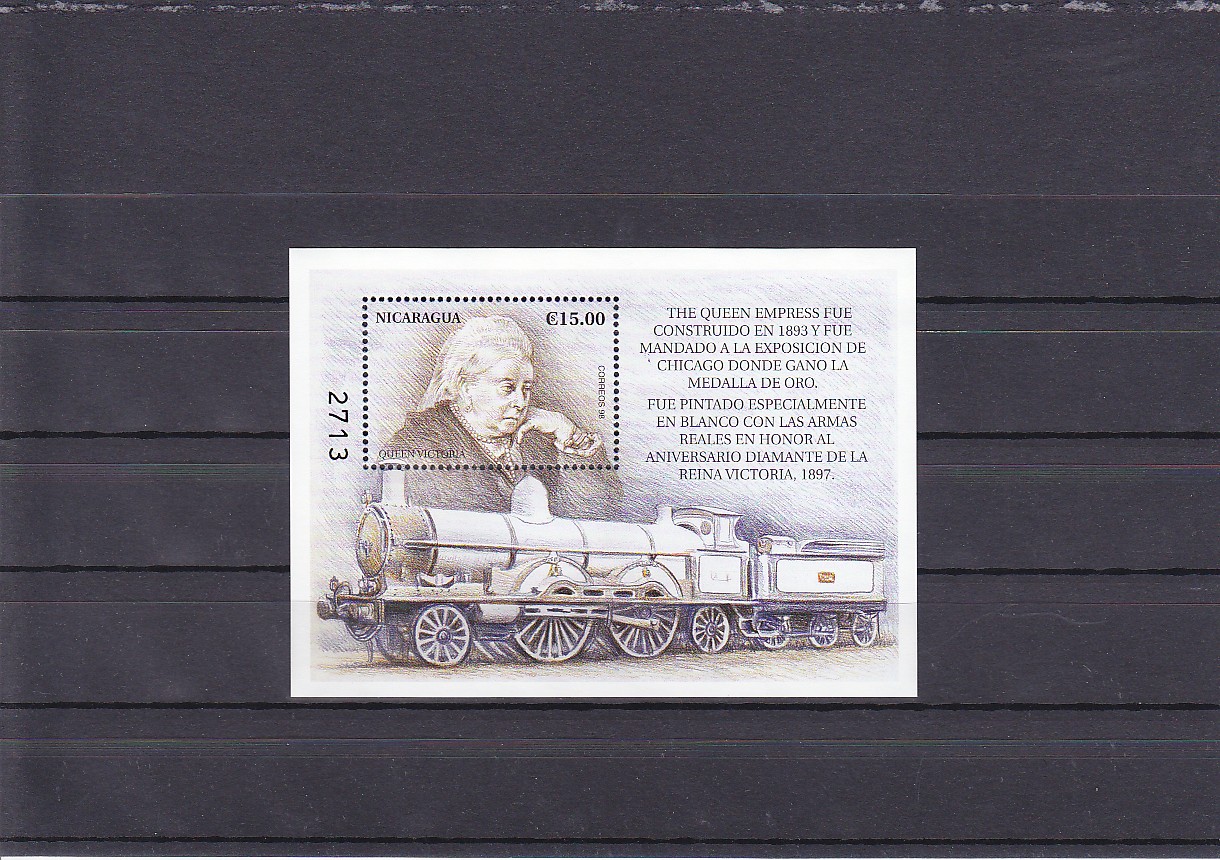 NICARAGUA
₡15.00
CORREOS 98
QUEEN VICTORIA
2713
THE QUEEN EMPRESS FUE
CONSTRUIDO EN 1893 Y FUE
MANDADO A LA EXPOSICION DE
CHICAGO DONDE GANO LA
MEDALLA DE ORO.
FUE PINTADO ESPECIALMENTE
EN BLANCO CON LAS ARMAS
REALES EN HONOR AL
ANIVERSARIO DIAMANTE DE LA
REINA VICTORIA, 1897.